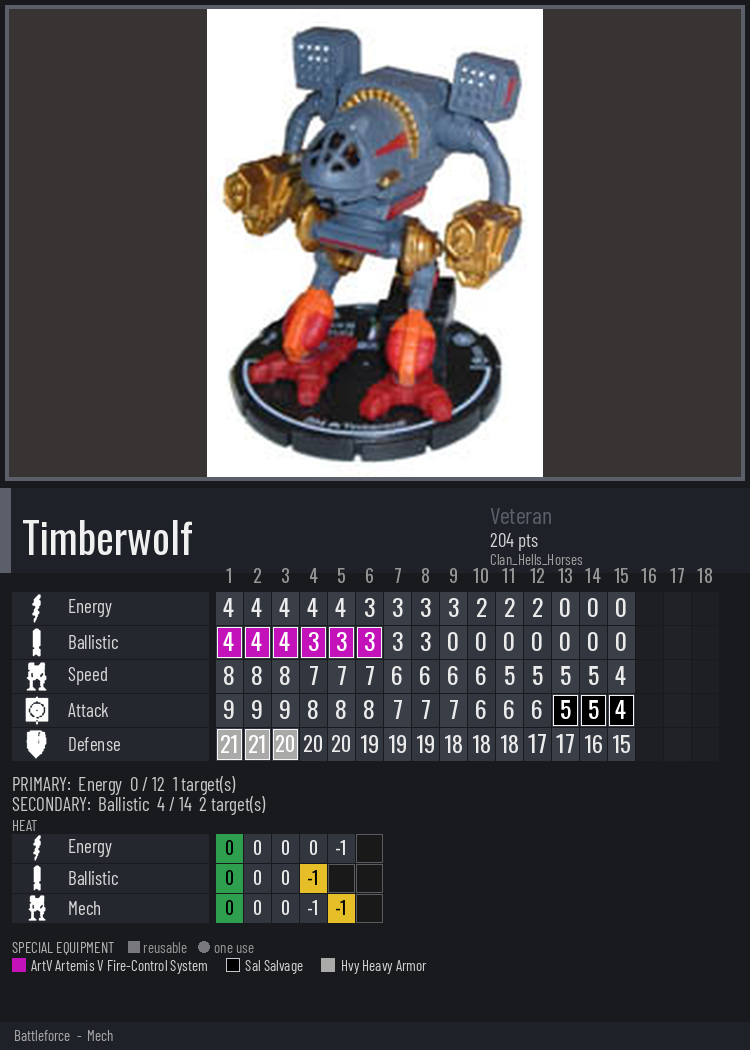 Timberwolf
Veteran
204 pts
Clan_Hells_Horses
1 2 3 4 5 6 7 8 9 10 11 12 13 14 15 16 17 18
Energy 4 4 4 4 4 3 3 3 3 2 2 2 0 0 0
Ballistic 4 4 4 3 3 3 3 3 0 0 0 0 0 0 0
Speed 8 8 8 7 7 7 6 6 6 6 5 5 5 5 4
Attack 9 9 9 8 8 8 7 7 7 6 6 6 5 5 4
Defense 21 21 20 20 20 19 19 19 18 18 18 17 17 16 15
PRIMARY: Energy 0 / 12 1 target(s)
SECONDARY: Ballistic 4 / 14 2 target(s)
HEAT
Energy 0 0 0 0 -1
Ballistic 0 0 0 -1
Mech 0 0 0 -1 -1
SPECIAL EQUIPMENT reusable one use
ArtV Artemis V Fire-Control System Sal Salvage Hvy Heavy Armor
Battleforce - Mech